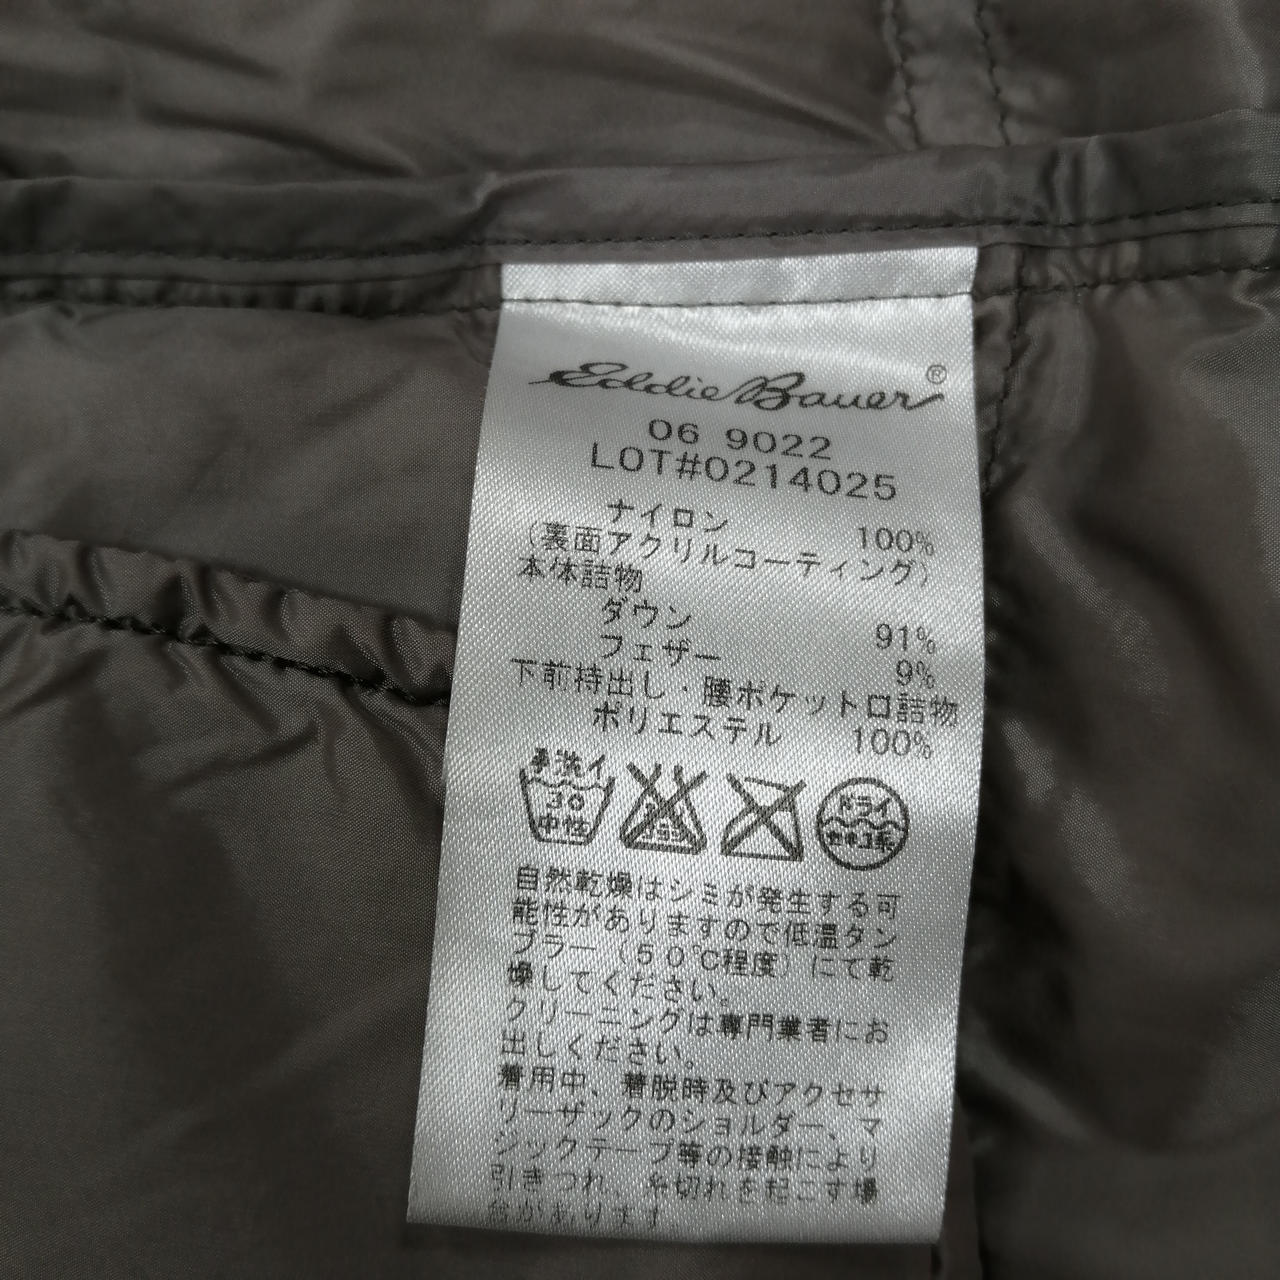 Eddie Bauer®
06 9022
LOT#0214025
ナイロン 100%
(裏面アクリルコーティング)
本体詰物
ダウン 91%
フェザー 9%
下前持出し・腰ポケット口詰物
ポリエステル 100%
手洗イ
30
中性
ドライ
セキユ系
自然乾燥はシミが発生する可
能性がありますので低温タン
ブラー(50℃程度)にて乾
燥してください。
クリーニングは専門業者にお
出しください。
着用中、着脱時及びアクセサ
リーザックのショルダー、マ
ジックテープ等の接触により
引きつれ、糸切れを起こす場
合があります。